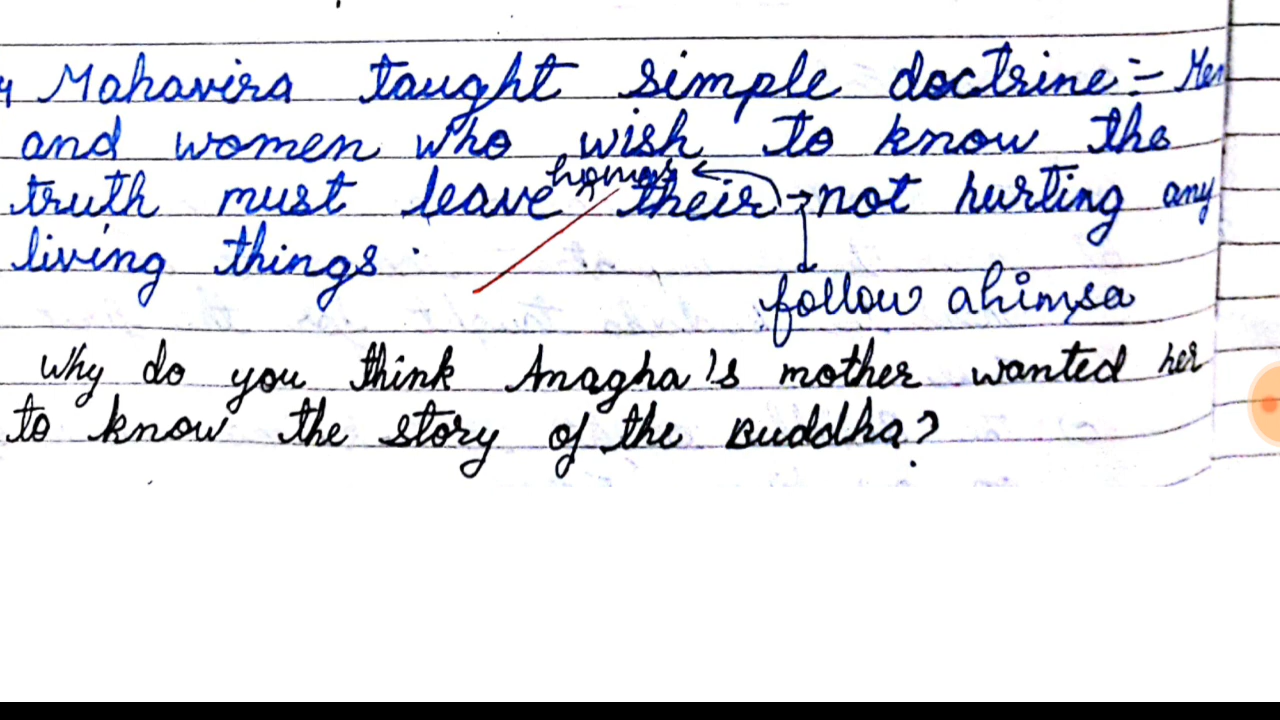 Mahavira taught simple doctrine:- Men
and women who wish to know the
homes
truth must leave their not hurting any
living things.
follow ahimsa
Why do you think Anagha's mother wanted her
to know the story of the Buddha?